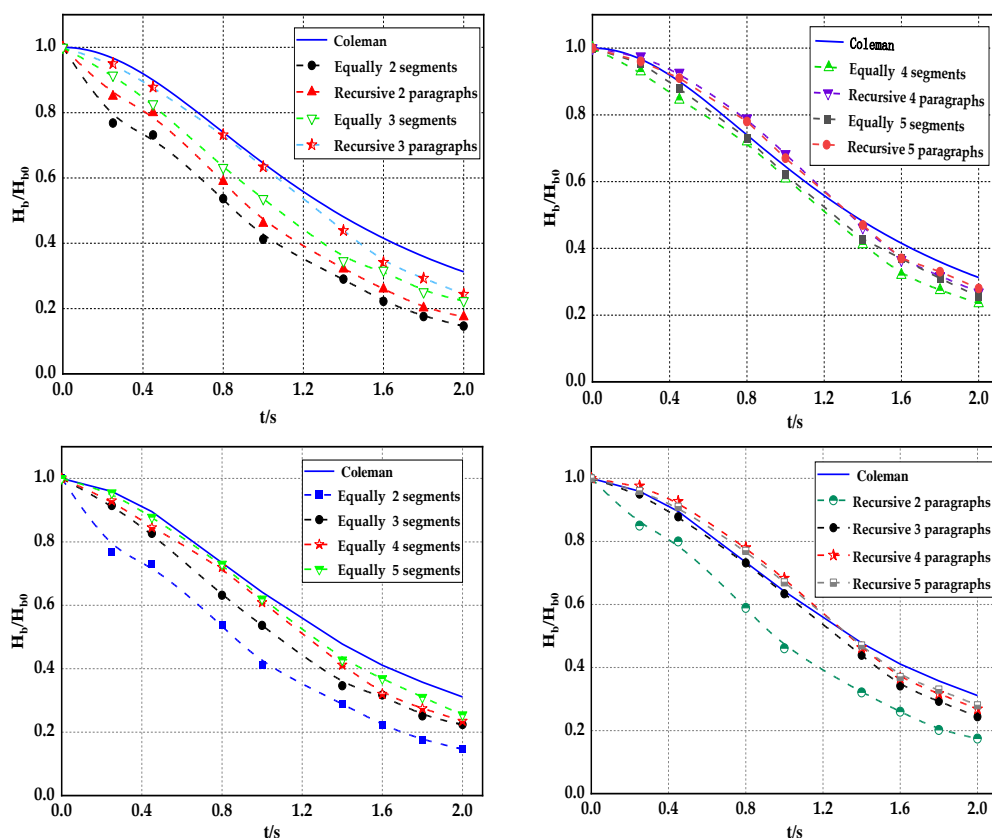 1.0
0.8
0.6
0.4
0.2
0.0
H_b/H_b0
0.0 0.4 0.8 1.2 1.6 2.0
t/s
Coleman
Equally 2 segments
Recursive 2 paragraphs
Equally 3 segments
Recursive 3 paragraphs
1.0
0.8
0.6
0.4
0.2
0.0
H_b/H_b0
0.0 0.4 0.8 1.2 1.6 2.0
t/s
Coleman
Equally 4 segments
Recursive 4 paragraphs
Equally 5 segments
Recursive 5 paragraphs
1.0
0.8
0.6
0.4
0.2
0.0
H_b/H_b0
0.0 0.4 0.8 1.2 1.6 2.0
t/s
Coleman
Equally 2 segments
Equally 3 segments
Equally 4 segments
Equally 5 segments
1.0
0.8
0.6
0.4
0.2
0.0
H_b/H_b0
0.0 0.4 0.8 1.2 1.6 2.0
t/s
Coleman
Recursive 2 paragraphs
Recursive 3 paragraphs
Recursive 4 paragraphs
Recursive 5 paragraphs